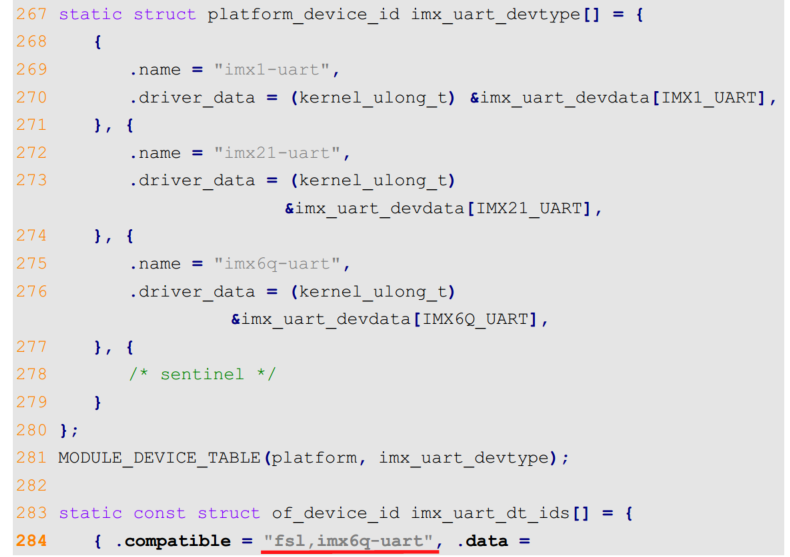 267 static struct platform_device_id imx_uart_devtype[] = {
268 {
269 .name = "imx1-uart",
270 .driver_data = (kernel_ulong_t) &imx_uart_devdata[IMX1_UART],
271 }, {
272 .name = "imx21-uart",
273 .driver_data = (kernel_ulong_t)
&imx_uart_devdata[IMX21_UART],
274 }, {
275 .name = "imx6q-uart",
276 .driver_data = (kernel_ulong_t)
&imx_uart_devdata[IMX6Q_UART],
277 }, {
278 /* sentinel */
279 }
280 };
281 MODULE_DEVICE_TABLE(platform, imx_uart_devtype);
282
283 static const struct of_device_id imx_uart_dt_ids[] = {
284 { .compatible = "fsl,imx6q-uart", .data =